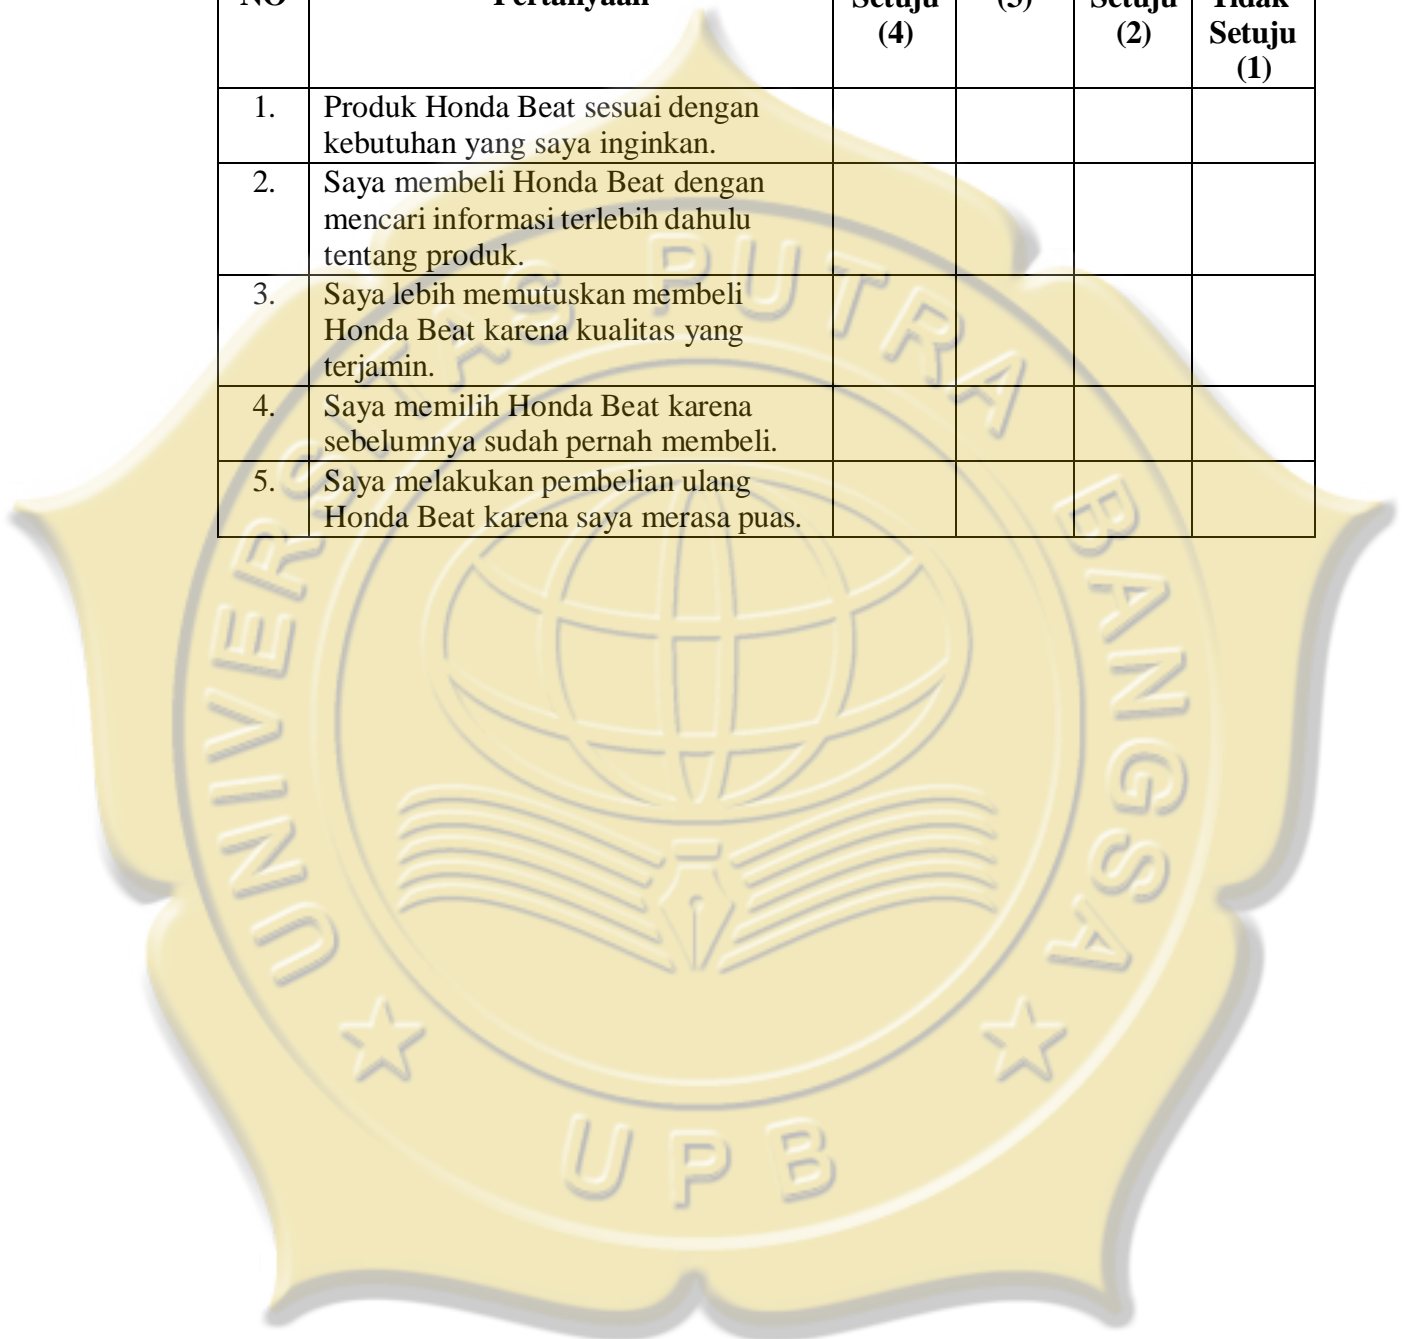 NO Pertanyaan Setuju (3) Setuju Tidak
(4) (2) Setuju
(1)
1. Produk Honda Beat sesuai dengan
kebutuhan yang saya inginkan.
2. Saya membeli Honda Beat dengan
mencari informasi terlebih dahulu
tentang produk.
3. Saya lebih memutuskan membeli
Honda Beat karena kualitas yang
terjamin.
4. Saya memilih Honda Beat karena
sebelumnya sudah pernah membeli.
5. Saya melakukan pembelian ulang
Honda Beat karena saya merasa puas.
UNIVERSITAS PUTRA BANGSA
UPB